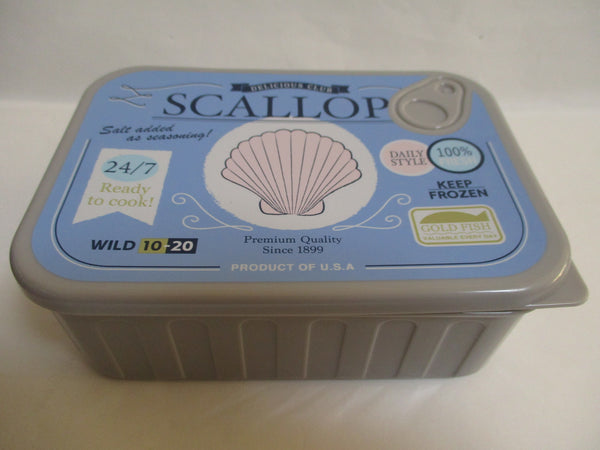 DELICIOUS CLUB
SCALLOP
Salt added
as seasoning!
24/7
Ready
to cook!
DAILY
STYLE
100%
KEEP
FROZEN
GOLD FISH
VALUABLE EVERY DAY
WILD 10-20
Premium Quality
Since 1899
PRODUCT OF U.S.A